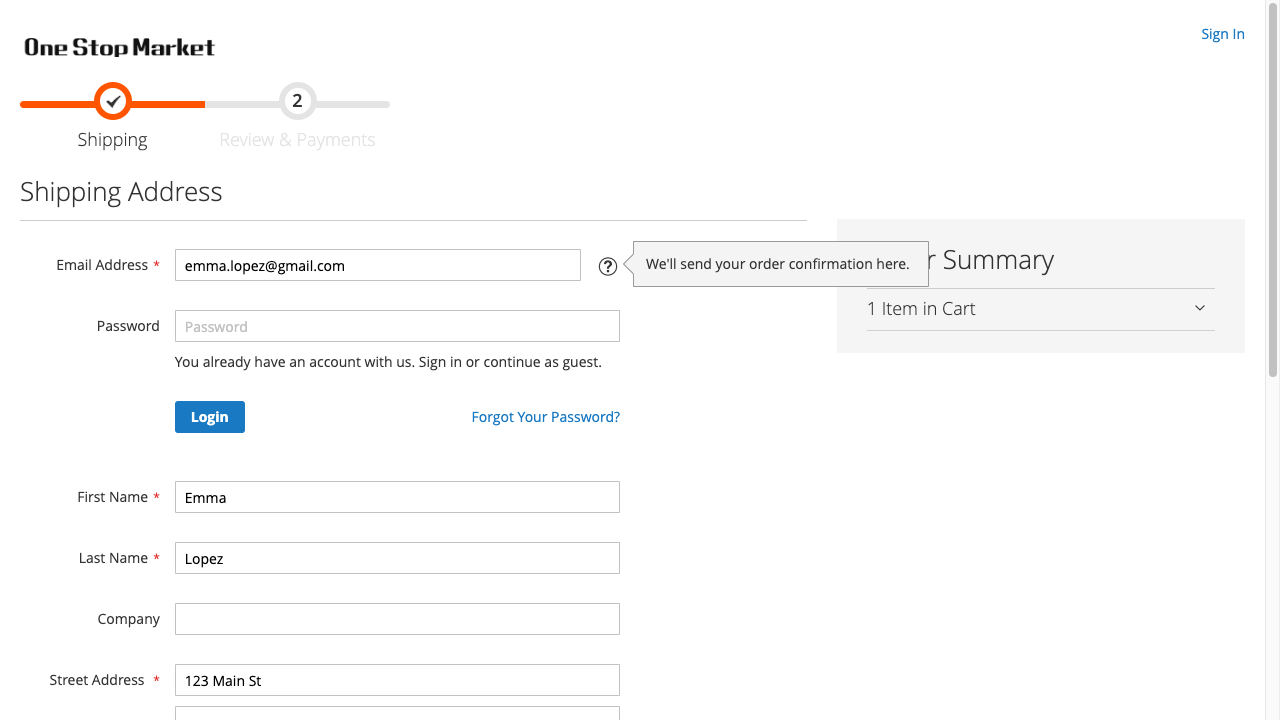 One Stop Market
Sign In
2
Shipping
Review & Payments
Shipping Address
Email Address *
emma.lopez@gmail.com
?
We'll send your order confirmation here.
r Summary
1 Item in Cart
Password
Password
You already have an account with us. Sign in or continue as guest.
Login
Forgot Your Password?
First Name *
Emma
Last Name *
Lopez
Company
Street Address *
123 Main St